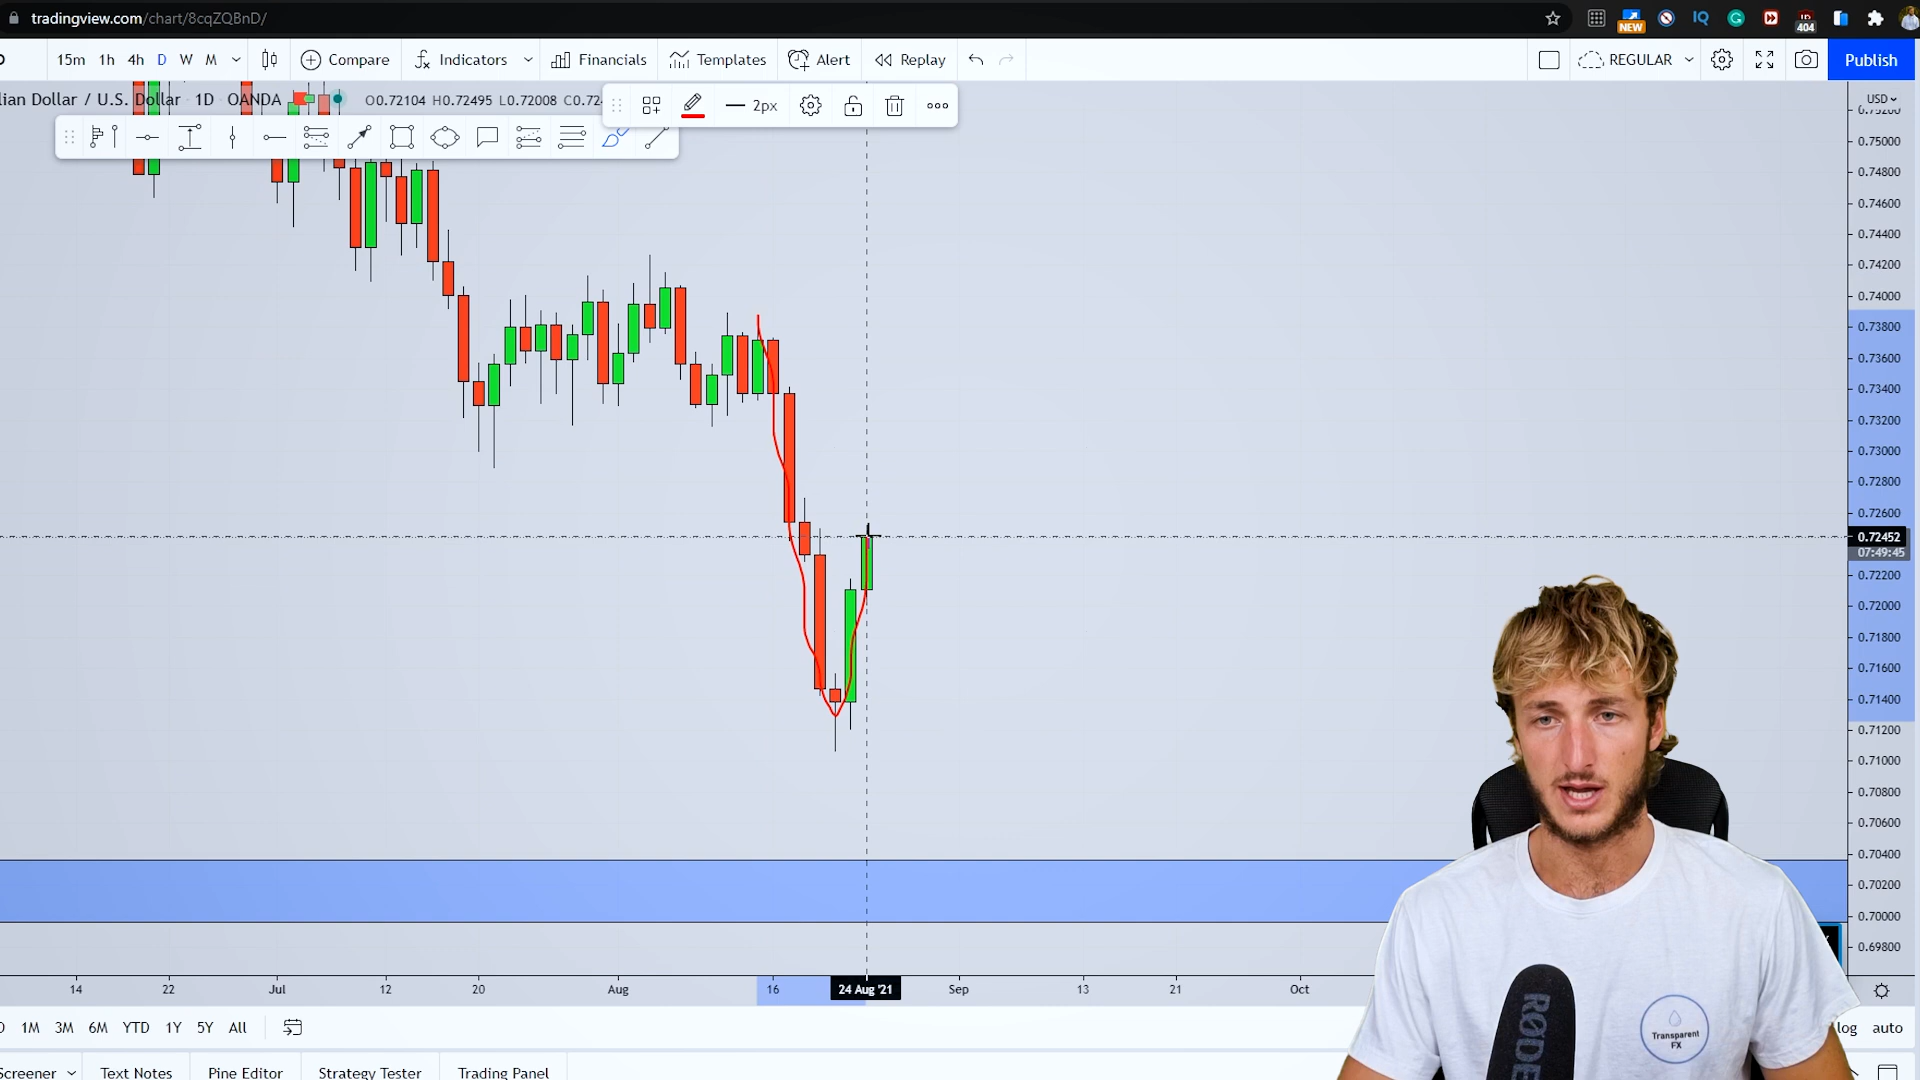 tradingview.com/chart/8cqZQBnD/
NEW
IQ
404
15m 1h 4h D W M Compare Indicators Financials Templates Alert Replay REGULAR Publish
lian Dollar / U.S. Dollar 1D OANDA O0.72104 H0.72495 L0.72008 C0.72
2px
USD
0.75200
0.75000
0.74800
0.74600
0.74400
0.74200
0.74000
0.73800
0.73600
0.73400
0.73200
0.73000
0.72800
0.72600
0.72452
07:49:45
0.72200
0.72000
0.71800
0.71600
0.71400
0.71200
0.71000
0.70800
0.70600
0.70400
0.70200
0.70000
0.69800
14 22 Jul 12 20 Aug 16 24 Aug '21 Sep 13 21 Oct
1M 3M 6M YTD 1Y 5Y All log auto
Screener Text Notes Pine Editor Strategy Tester Trading Panel
RØDE
Transparent
FX